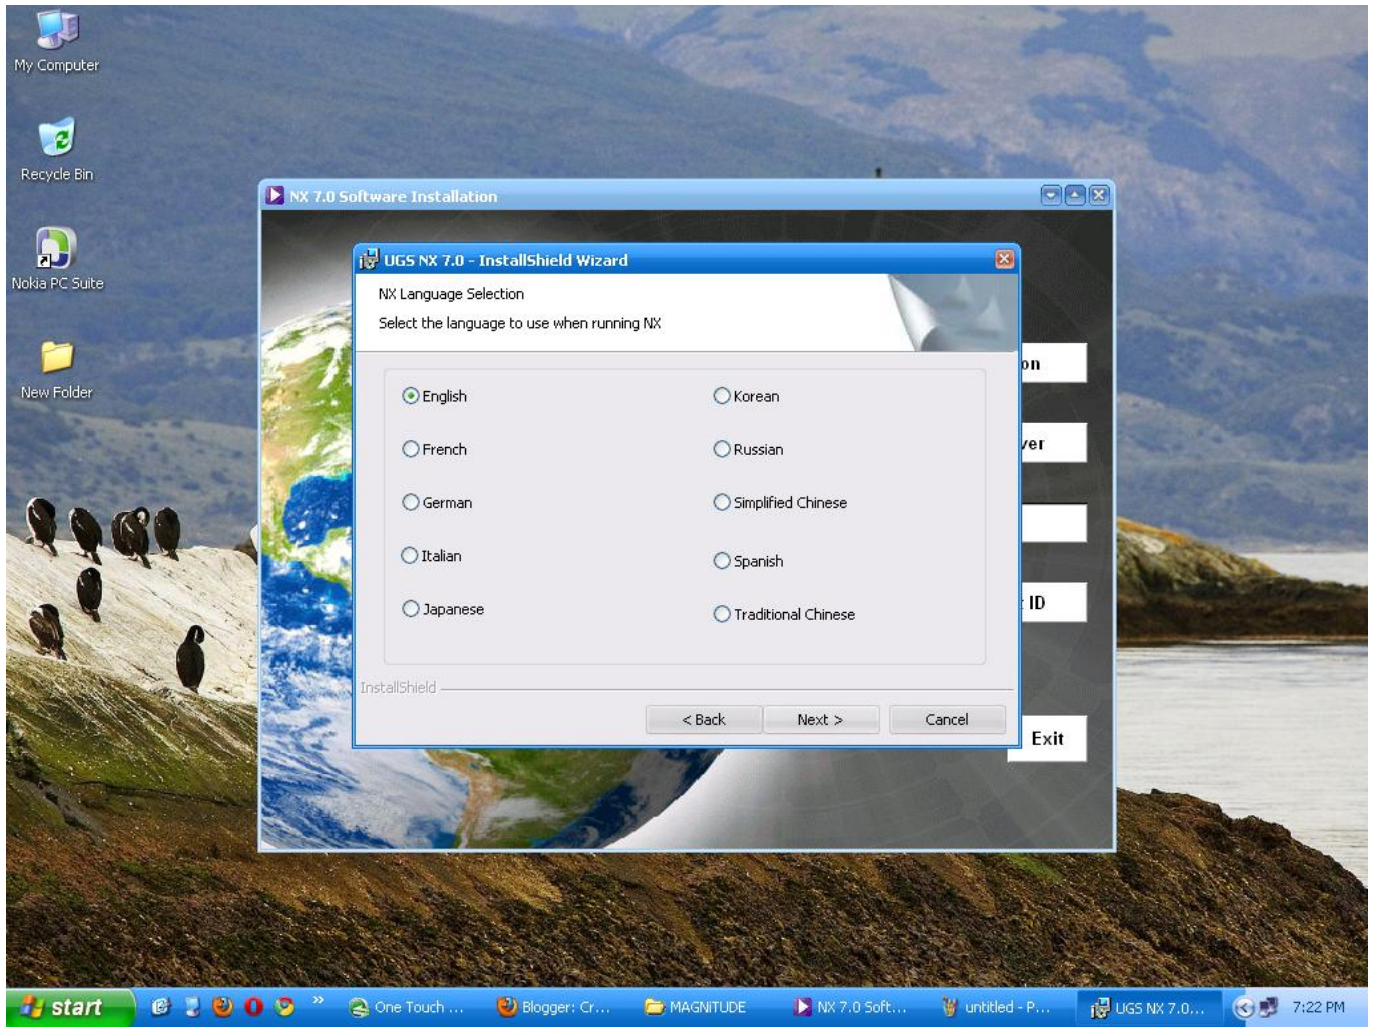 My Computer
Recycle Bin
Nokia PC Suite
New Folder
NX 7.0 Software Installation
UGS NX 7.0 - InstallShield Wizard
NX Language Selection
Select the language to use when running NX
English
Korean
French
Russian
German
Simplified Chinese
Italian
Spanish
Japanese
Traditional Chinese
InstallShield
< Back
Next >
Cancel
on
ver
ID
Exit
start
One Touch ...
Blogger: Cr...
MAGNITUDE
NX 7.0 Soft...
untitled - P...
UGS NX 7.0...
7:22 PM